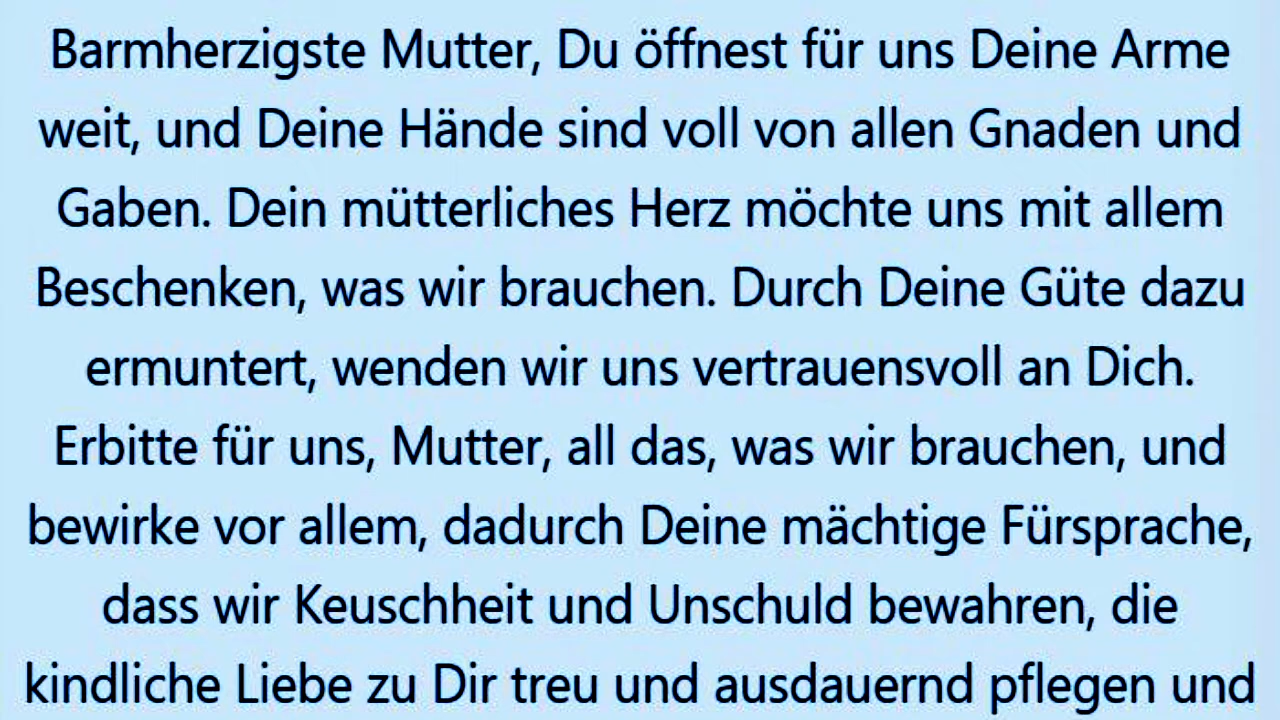 Barmherzigste Mutter, Du öffnest für uns Deine Arme
weit, und Deine Hände sind voll von allen Gnaden und
Gaben. Dein mütterliches Herz möchte uns mit allem
Beschenken, was wir brauchen. Durch Deine Güte dazu
ermuntert, wenden wir uns vertrauensvoll an Dich.
Erbitte für uns, Mutter, all das, was wir brauchen, und
bewirke vor allem, dadurch Deine mächtige Fürsprache,
dass wir Keuschheit und Unschuld bewahren, die
kindliche Liebe zu Dir treu und ausdauernd pflegen und